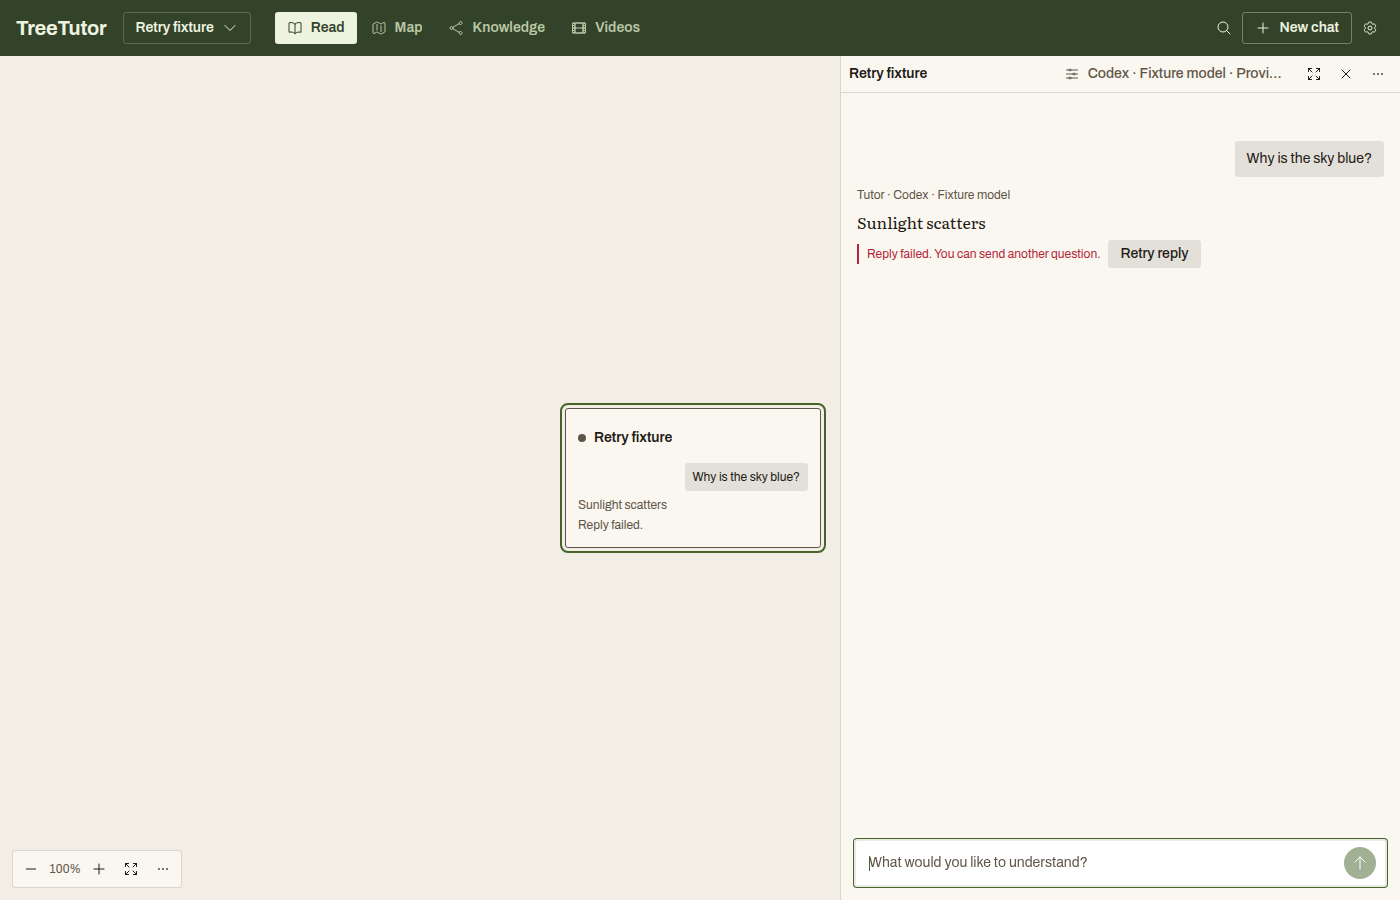 TreeTutor
Retry fixture
Read
Map
Knowledge
Videos
New chat
Retry fixture
Codex · Fixture model · Provi...
Why is the sky blue?
Tutor · Codex · Fixture model
Sunlight scatters
Reply failed. You can send another question.
Retry reply
Retry fixture
Why is the sky blue?
Sunlight scatters
Reply failed.
100%
What would you like to understand?